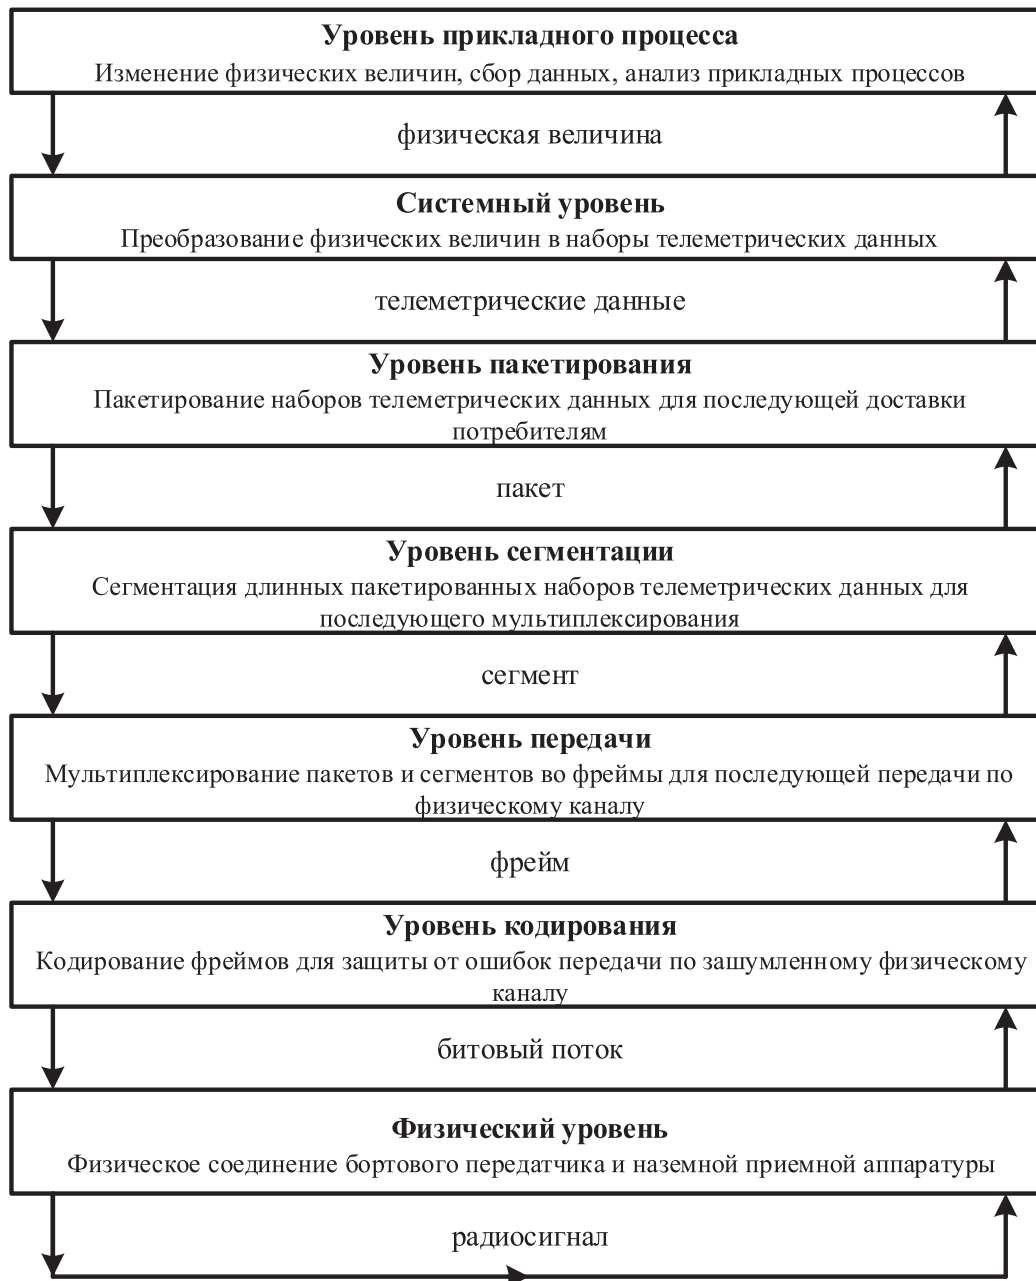 Уровень прикладного процесса
Изменение физических величин, сбор данных, анализ прикладных процессов
физическая величина
Системный уровень
Преобразование физических величин в наборы телеметрических данных
телеметрические данные
Уровень пакетирования
Пакетирование наборов телеметрических данных для последующей доставки
потребителям
пакет
Уровень сегментации
Сегментация длинных пакетированных наборов телеметрических данных для
последующего мультиплексирования
сегмент
Уровень передачи
Мультиплексирование пакетов и сегментов во фреймы для последующей передачи по
физическому каналу
фрейм
Уровень кодирования
Кодирование фреймов для защиты от ошибок передачи по зашумленному физическому
каналу
битовый поток
Физический уровень
Физическое соединение бортового передатчика и наземной приемной аппаратуры
радиосигнал